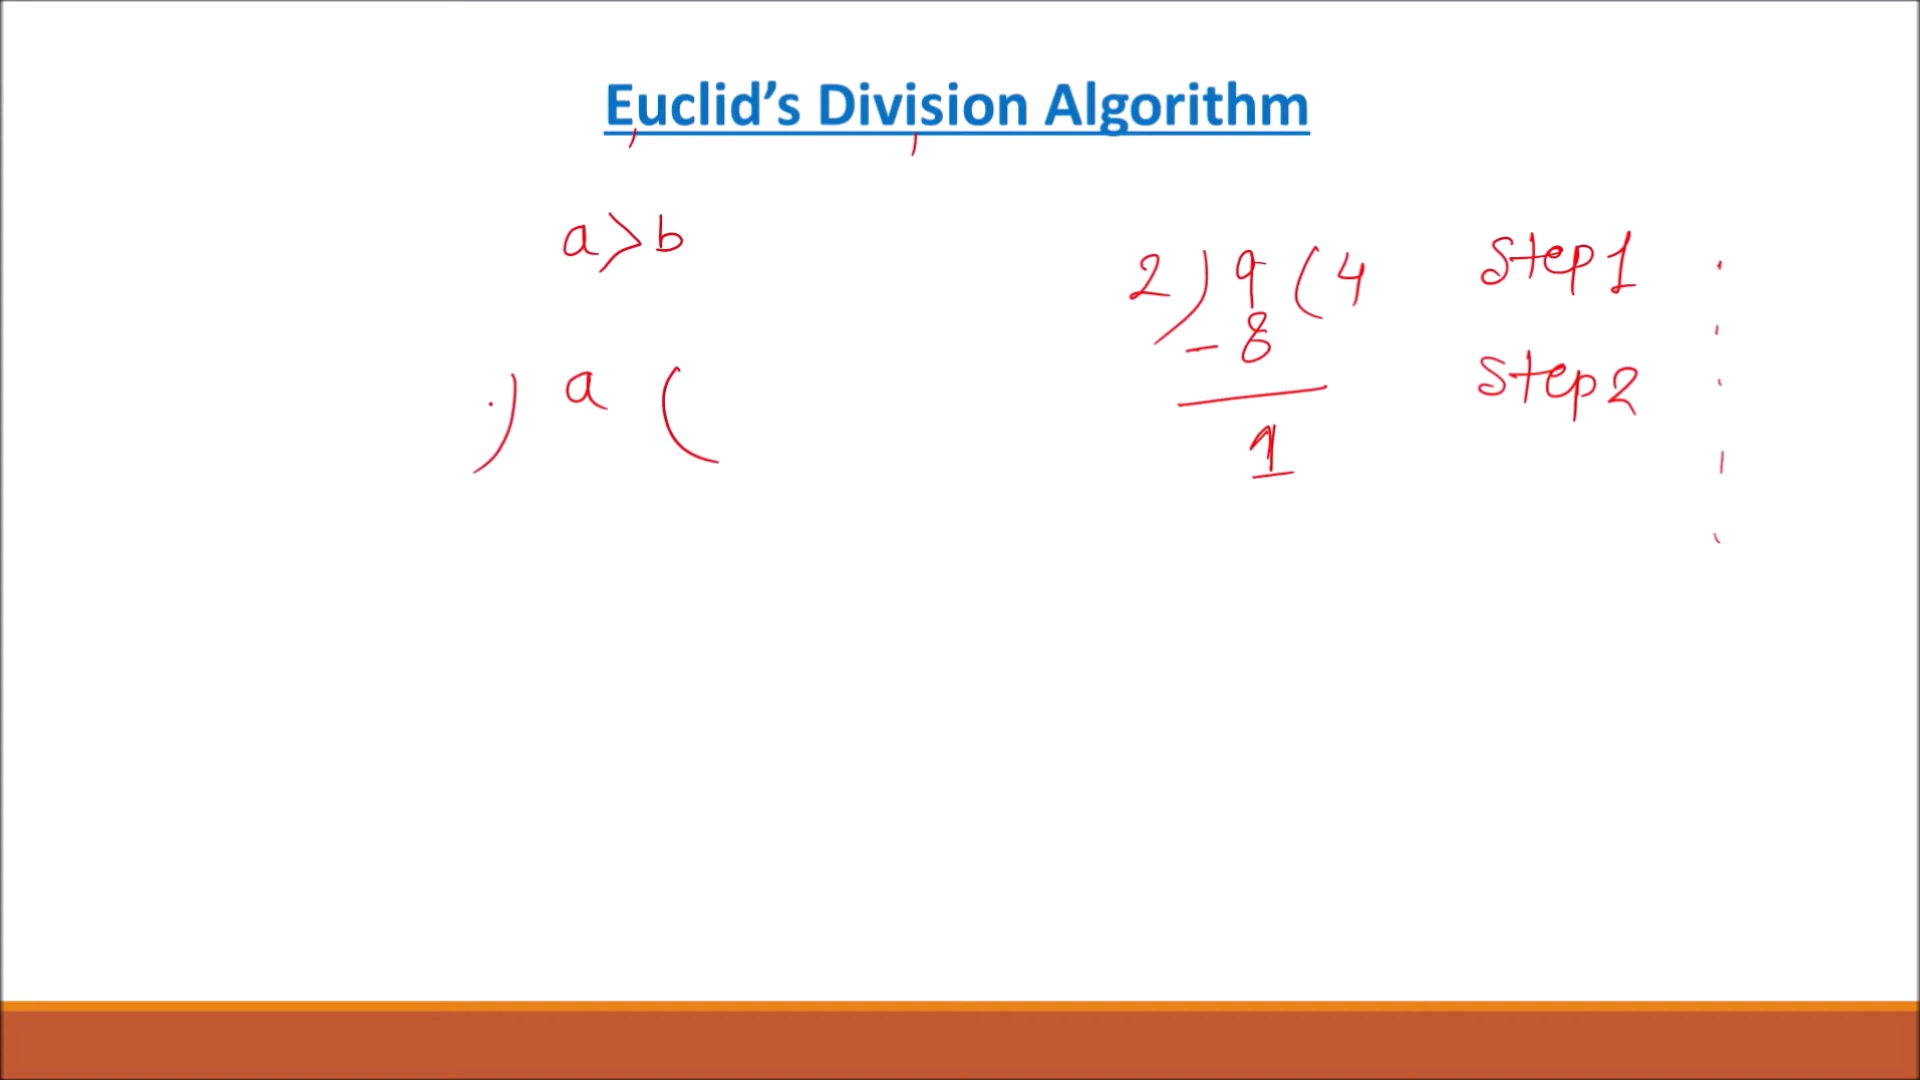 Euclid's Division Algorithm
a>b
) a (
2) 9 (4
- 8
1
Step 1
Step 2